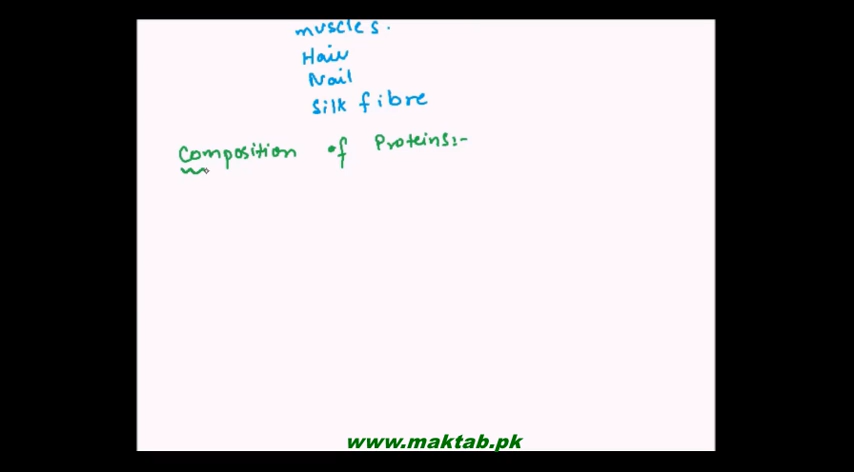 muscles.
Hair
Nail
Silk fibre
Composition of Proteins:-
www.maktab.pk